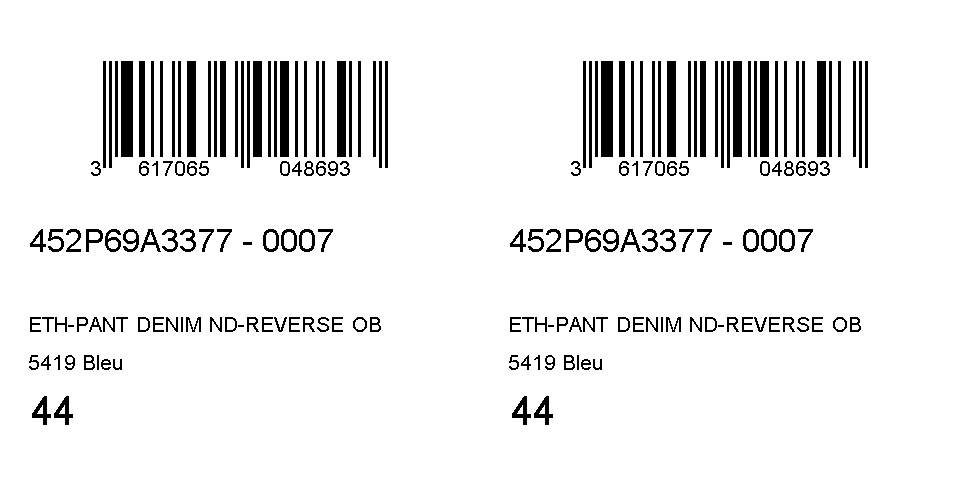 3 617065 048693
452P69A3377 - 0007
ETH-PANT DENIM ND-REVERSE OB
5419 Bleu
44
3 617065 048693
452P69A3377 - 0007
ETH-PANT DENIM ND-REVERSE OB
5419 Bleu
44